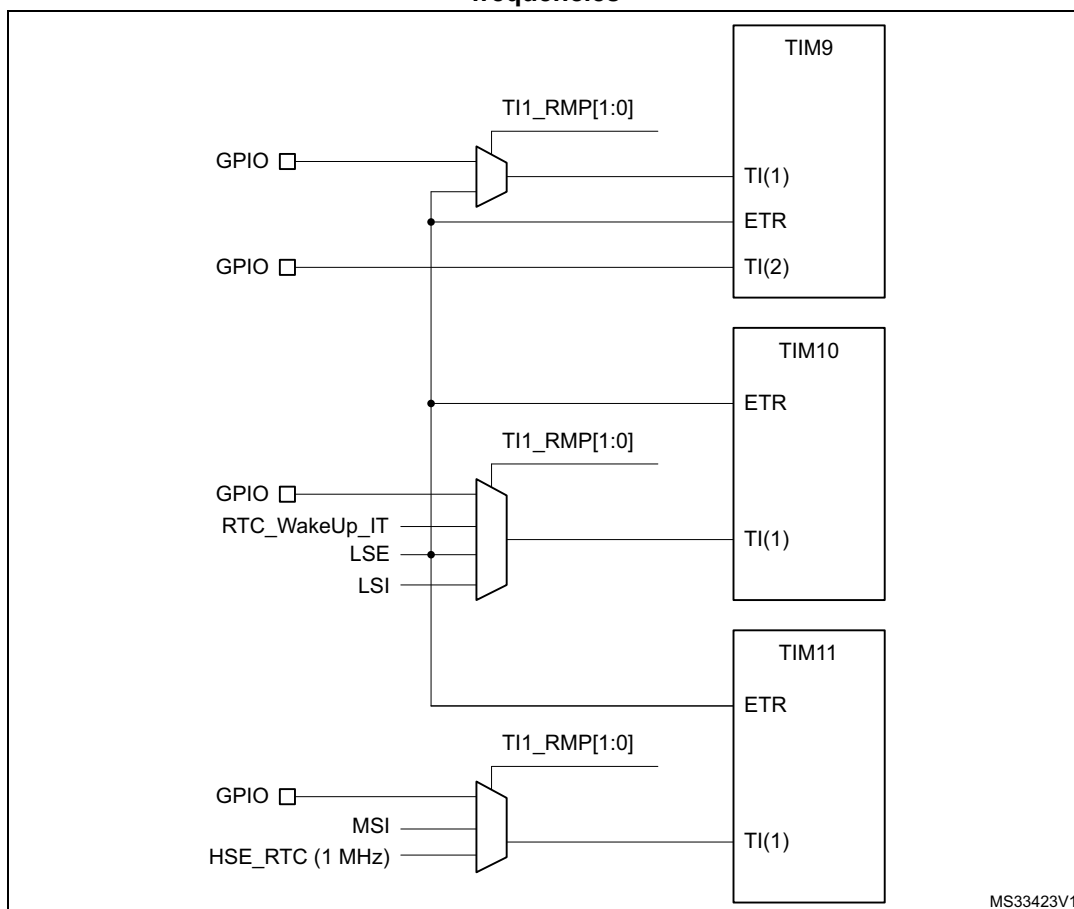 frequencies
TIM9
TI1_RMP[1:0]
GPIO
TI(1)
ETR
GPIO
TI(2)
TIM10
ETR
TI1_RMP[1:0]
GPIO
RTC_WakeUp_IT
TI(1)
LSE
LSI
TIM11
ETR
TI1_RMP[1:0]
GPIO
MSI
TI(1)
HSE_RTC (1 MHz)
MS33423V1